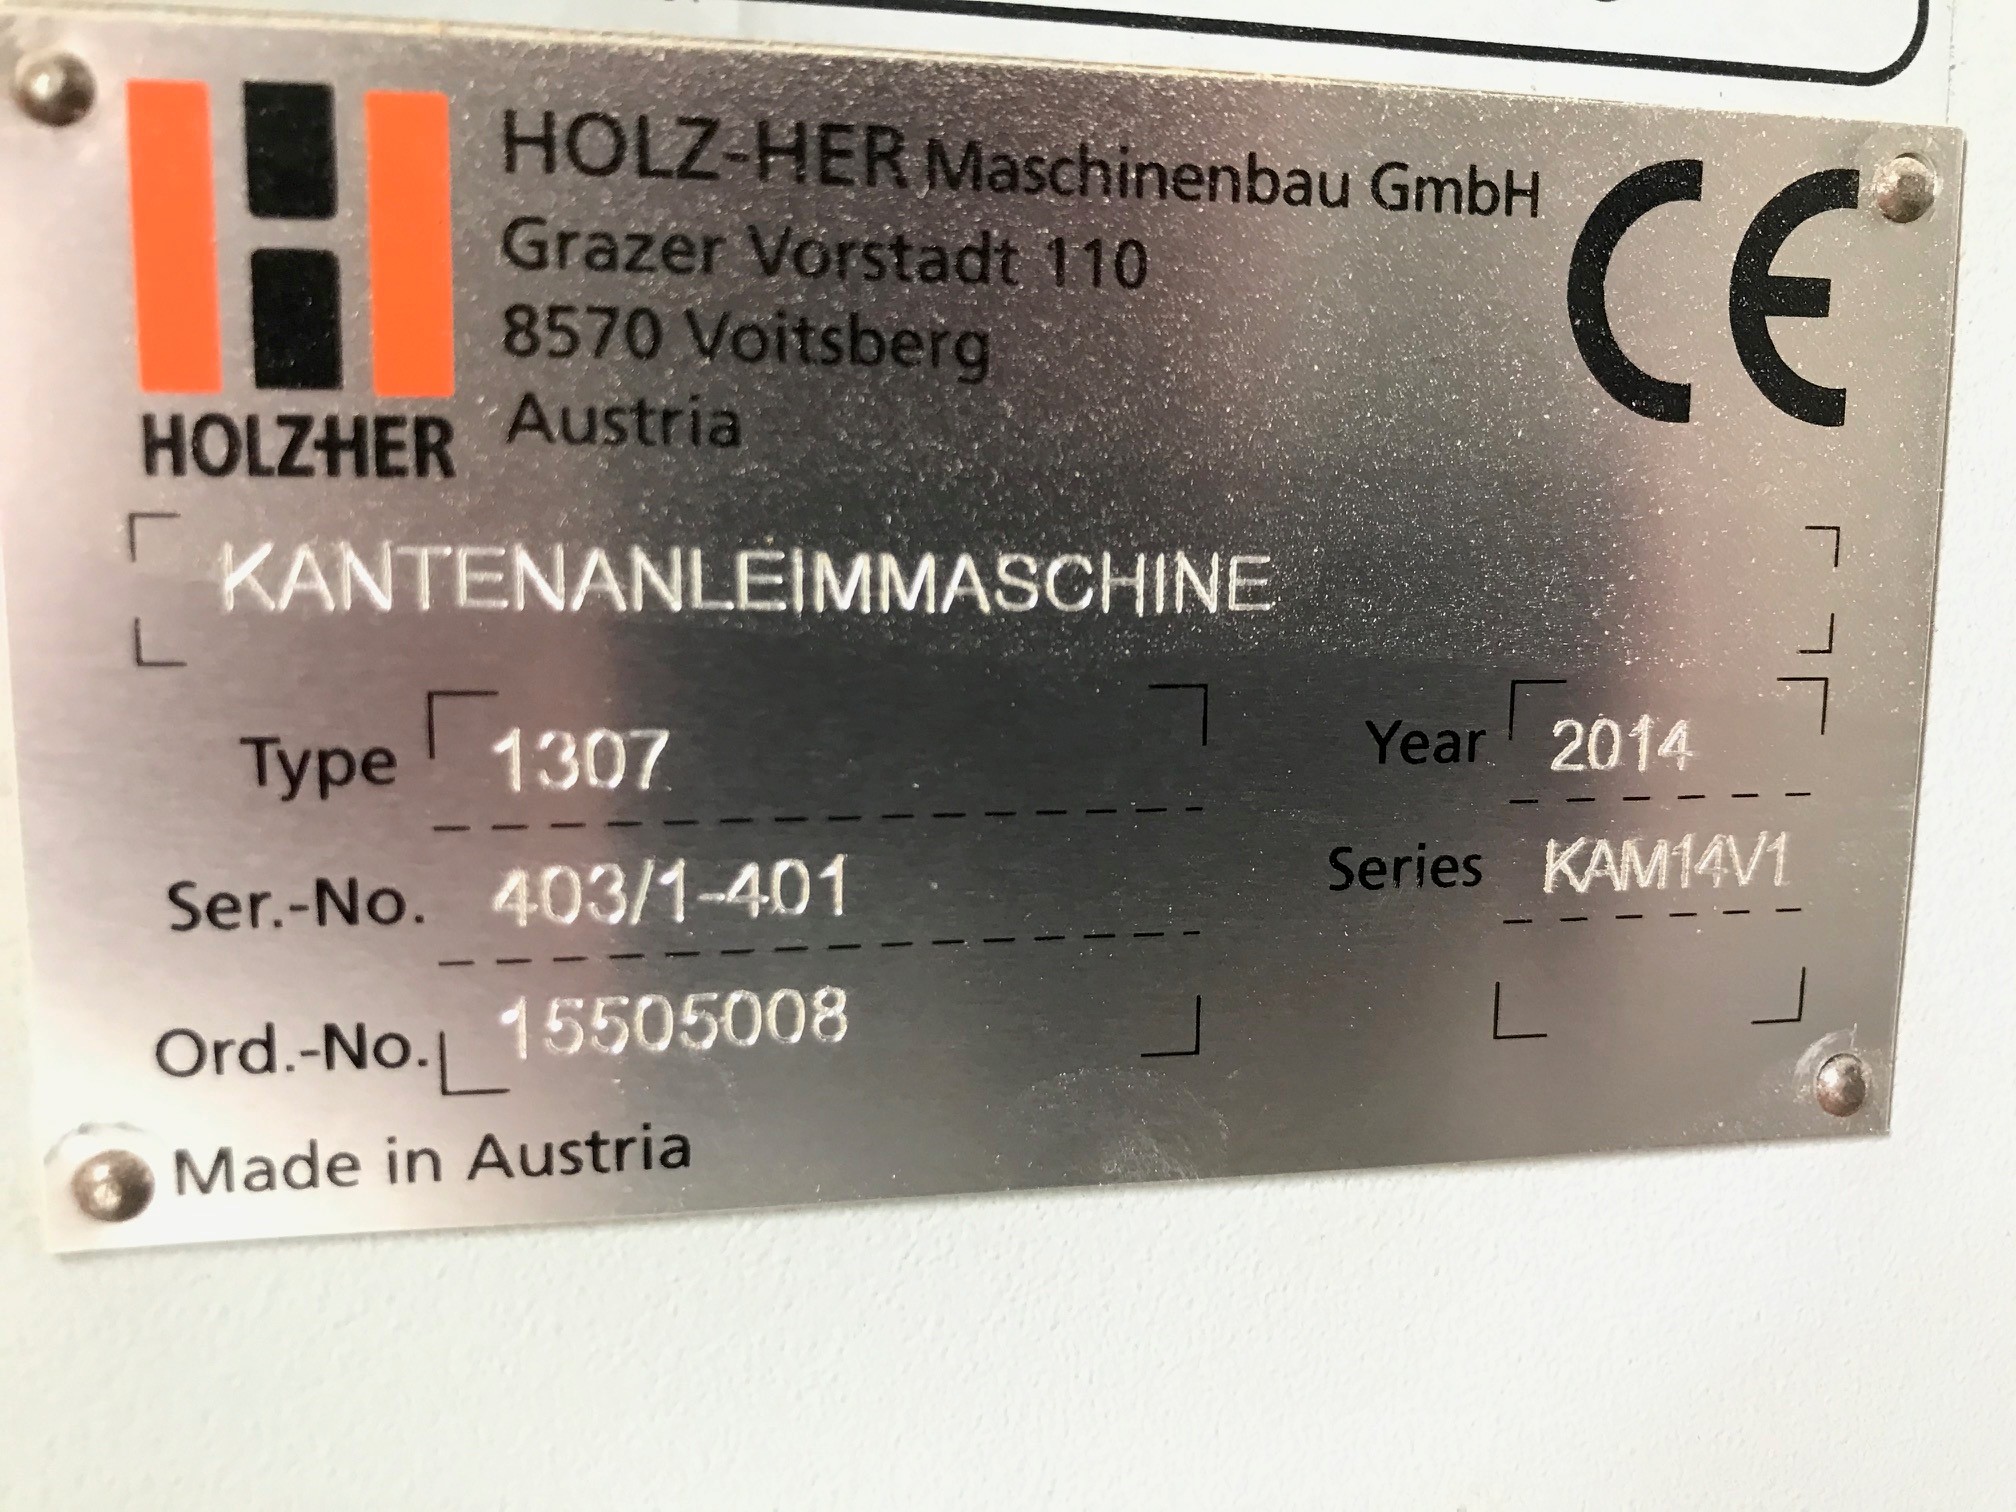 HOLZ-HER Maschinenbau GmbH
Grazer Vorstadt 110
8570 Voitsberg
Austria
CE
HOLZHER
KANTENANLEIMMASCHINE
Type 1307
Year 2014
Ser.-No. 403/1-401
Series KAM14V1
Ord.-No. 15505008
Made in Austria